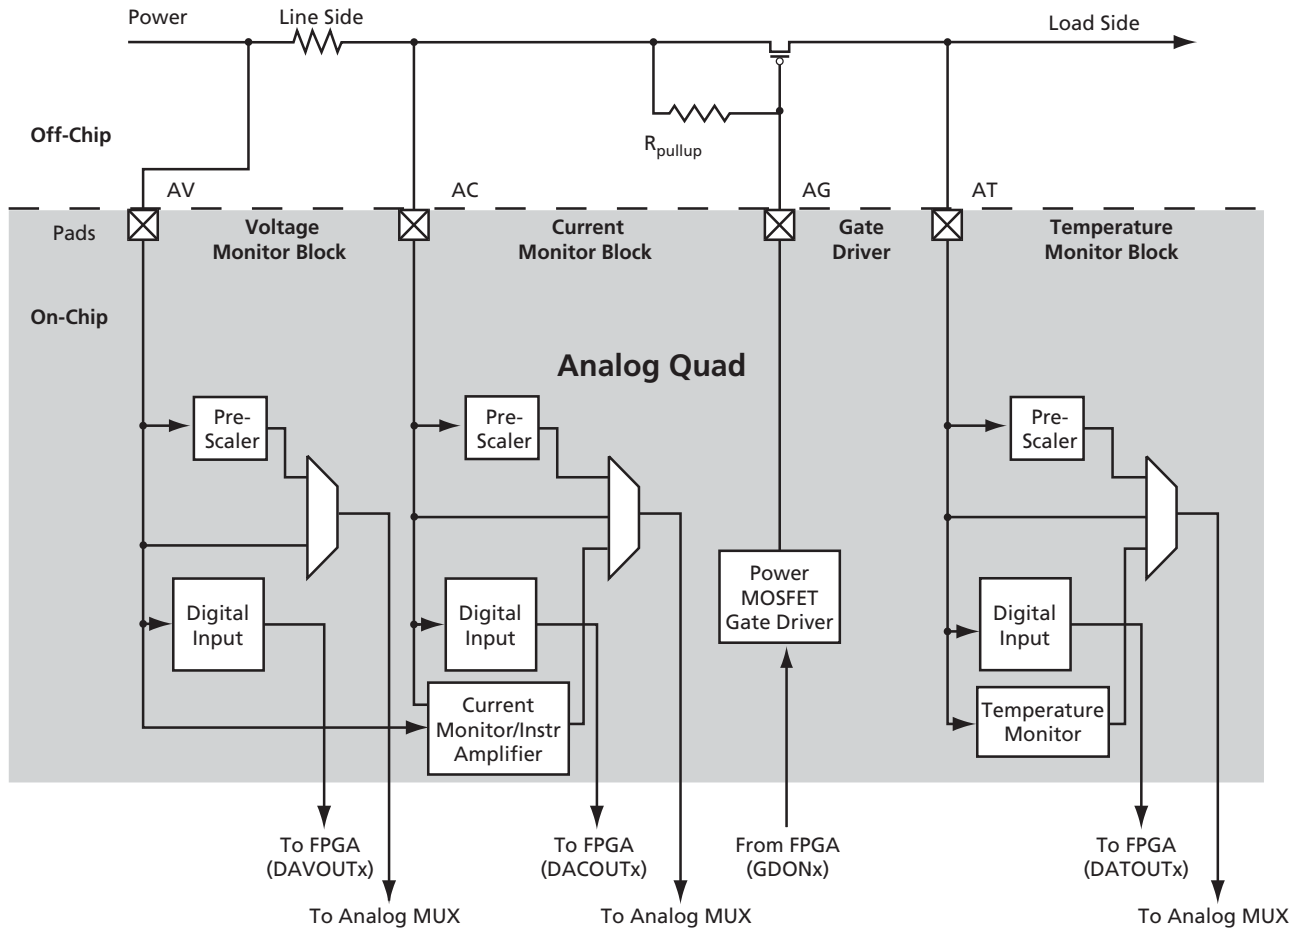 Power
Line Side
Load Side
Off-Chip
Rpullup
AV
AC
AG
AT
Pads
Voltage
Monitor Block
Current
Monitor Block
Gate
Driver
Temperature
Monitor Block
On-Chip
Analog Quad
Pre-
Scaler
Pre-
Scaler
Pre-
Scaler
Power
MOSFET
Gate Driver
Digital
Input
Digital
Input
Digital
Input
Current
Monitor/Instr
Amplifier
Temperature
Monitor
To FPGA
(DAVOUTx)
To FPGA
(DACOUTx)
From FPGA
(GDONx)
To FPGA
(DATOUTx)
To Analog MUX
To Analog MUX
To Analog MUX